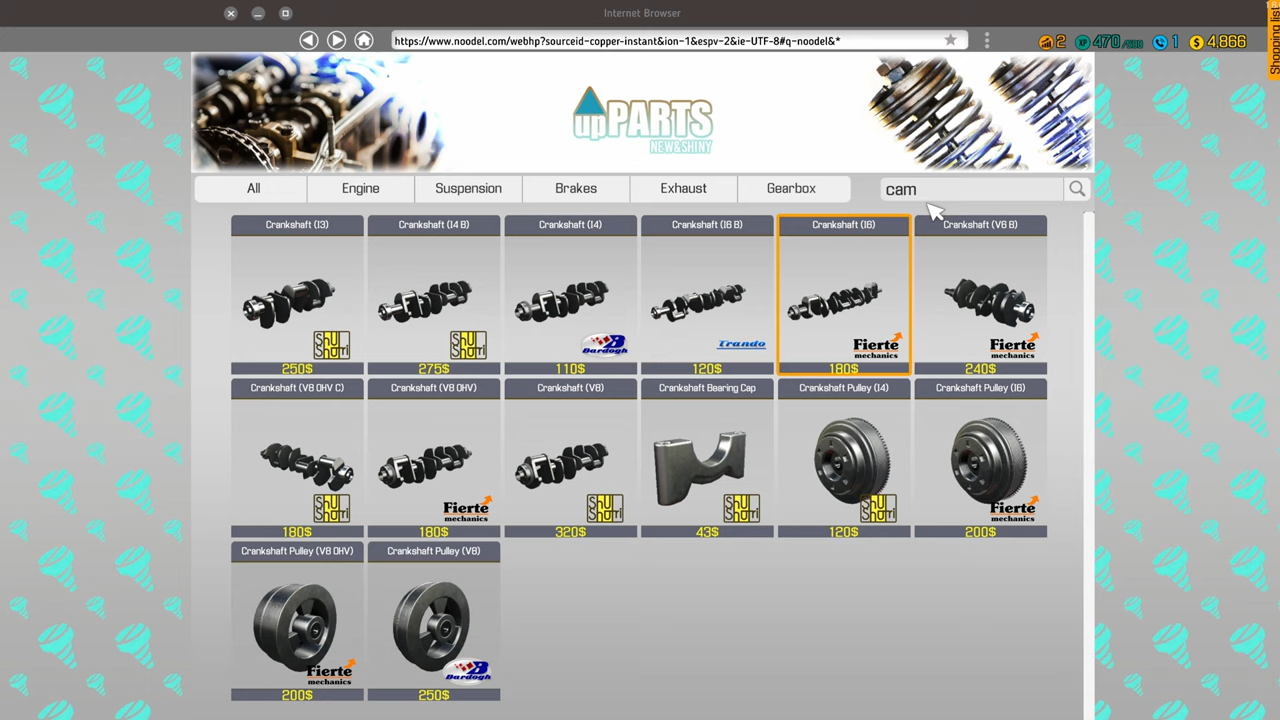 Internet Browser
https://www.noodel.com/webhp?sourceid-copper-instant&ion-1&espv-2&ie-UTF-8#q-noodel&*
2
XP 470/
1
$ 4,866
Shopping list
upPARTS
NEW&SHINY
All
Engine
Suspension
Brakes
Exhaust
Gearbox
cam
Crankshaft (I3)
Crankshaft (I4 B)
Crankshaft (I4)
Crankshaft (I6 B)
Crankshaft (I6)
Crankshaft (V6 B)
Bardogh
Trando
Fierte mechanics
Fierte mechanics
250$
275$
110$
120$
180$
240$
Crankshaft (V8 OHV C)
Crankshaft (V8 OHV)
Crankshaft (V8)
Crankshaft Bearing Cap
Crankshaft Pulley (I4)
Crankshaft Pulley (I6)
Fierte mechanics
Fierte mechanics
180$
180$
320$
43$
120$
200$
Crankshaft Pulley (V8 OHV)
Crankshaft Pulley (V8)
Fierte mechanics
Bardogh
200$
250$